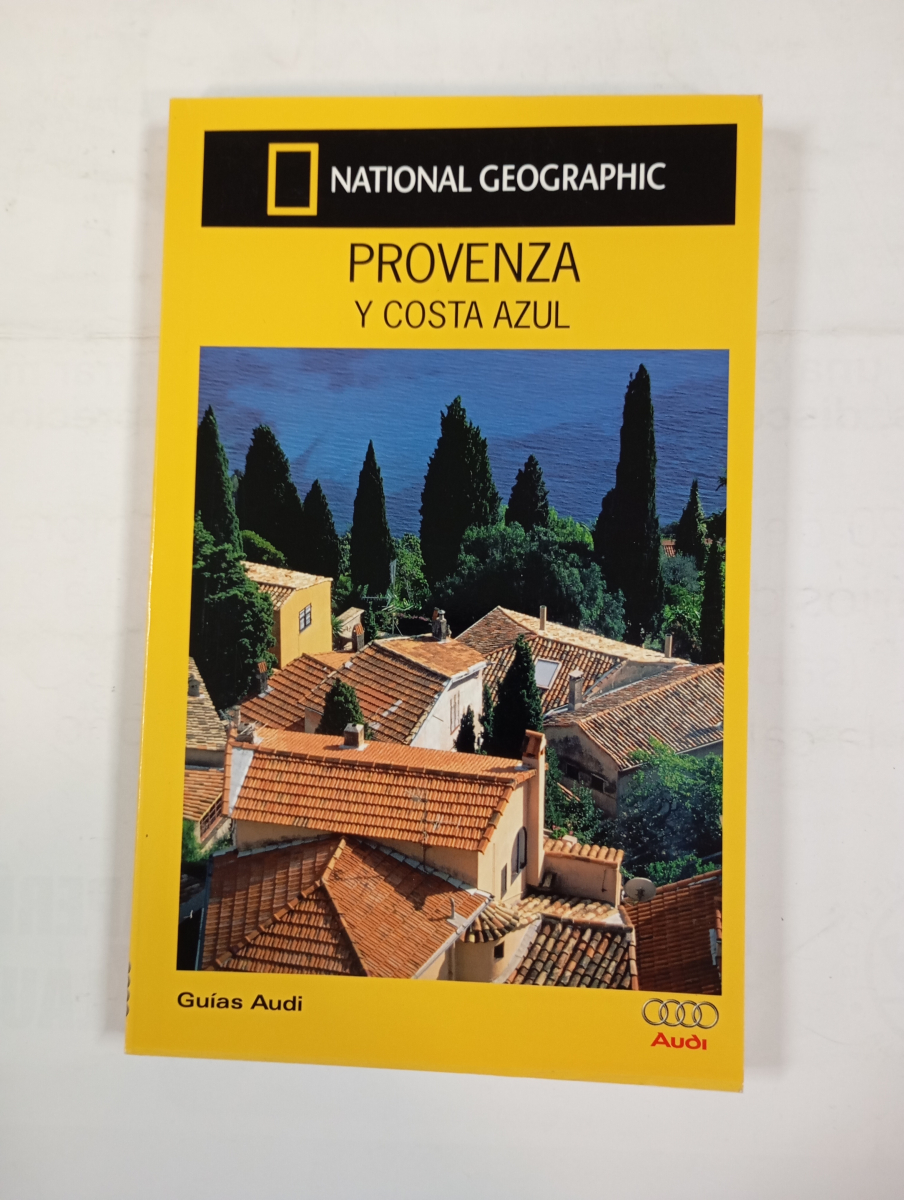 NATIONAL GEOGRAPHIC
PROVENZA
Y COSTA AZUL
Guías Audi
Audi